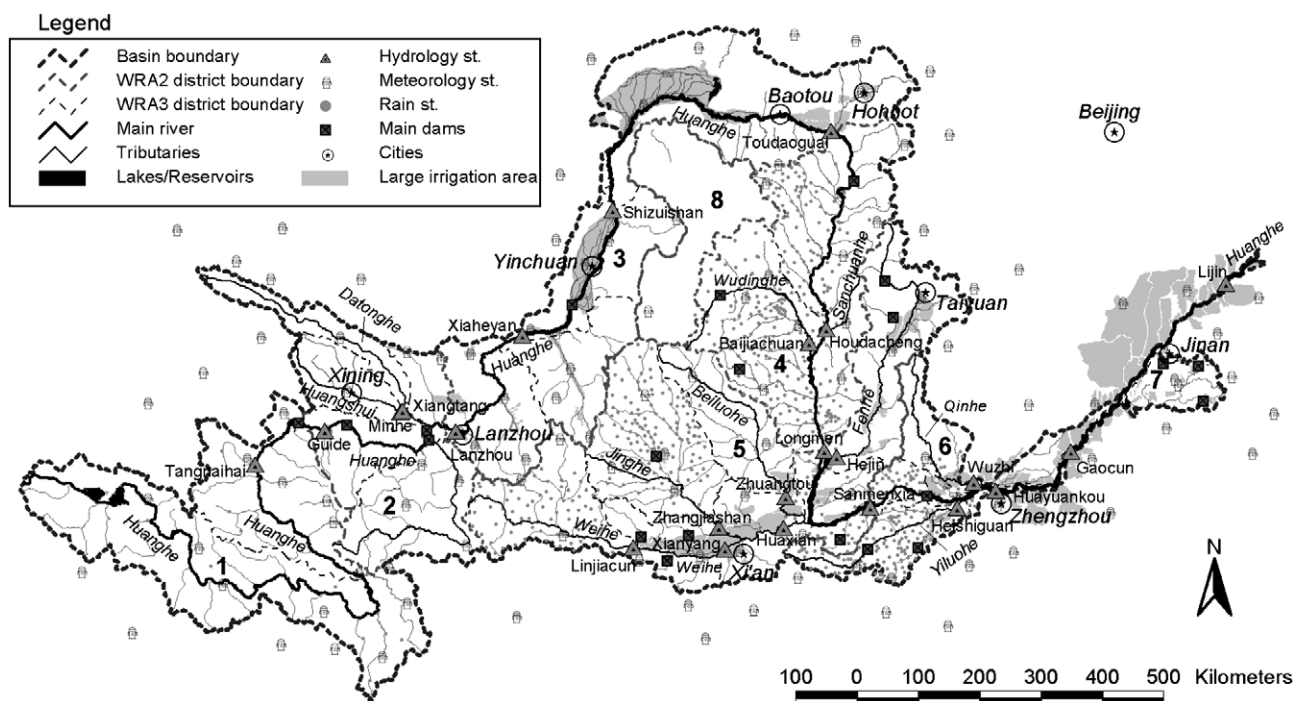 Legend
Basin boundary
Hydrology st.
WRA2 district boundary
Meteorology st.
WRA3 district boundary
Rain st.
Main river
Main dams
Tributaries
Cities
Lakes/Reservoirs
Large irrigation area
Baotou
Hohhot
Beijing
Huanghe
Toudaoguai
8
Shizuishan
3
Yinchuan
Huanghe
Lijin
Datonghe
Wudinghe
Sanchuanhe
Taiyuan
Xiaheyan
Huanghe
Baijiachuan
Houdacheng
Jinan
4
7
Xining
Huangshui
Xiangtang
Minhe
Beiluohe
Fenhe
Qinhe
Guide
Lanzhou
Lanzhou
Longmen
6
5
Hejin
Huanghe
Tangnaihai
Jinghe
Wuzhi
Gaocun
Zhuangtou
Sanmenxia
Huayuankou
2
Huanghe
Huanghe
Weihe
Zhangjiashan
Heishiguan
Zhengzhou
Xianyang
Huaxian
Linjiacun
Weihe
Xi'an
Yiluohe
1
N
100 0 100 200 300 400 500 Kilometers